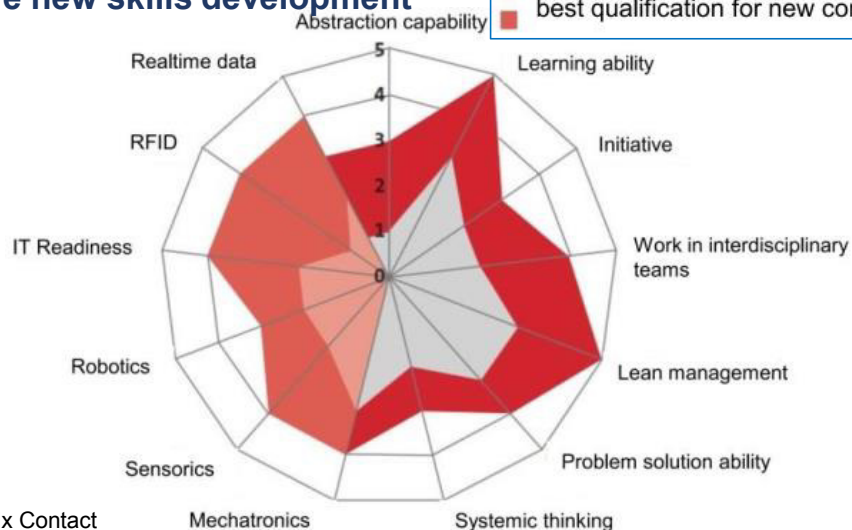 new skills development
best qualification for new
Abstraction capability
Realtime data
Learning ability
RFID
Initiative
IT Readiness
Work in interdisciplinary
teams
Robotics
Lean management
Sensorics
Problem solution ability
Mechatronics
Systemic thinking
5
4
3
2
1
0
x Contact